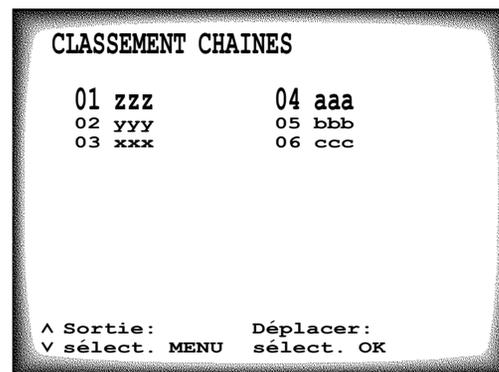 CLASSEMENT CHAINES
01 zzz 04 aaa
02 yyy 05 bbb
03 xxx 06 ccc
ʌ Sortie: Déplacer:
v sélect. MENU sélect. OK